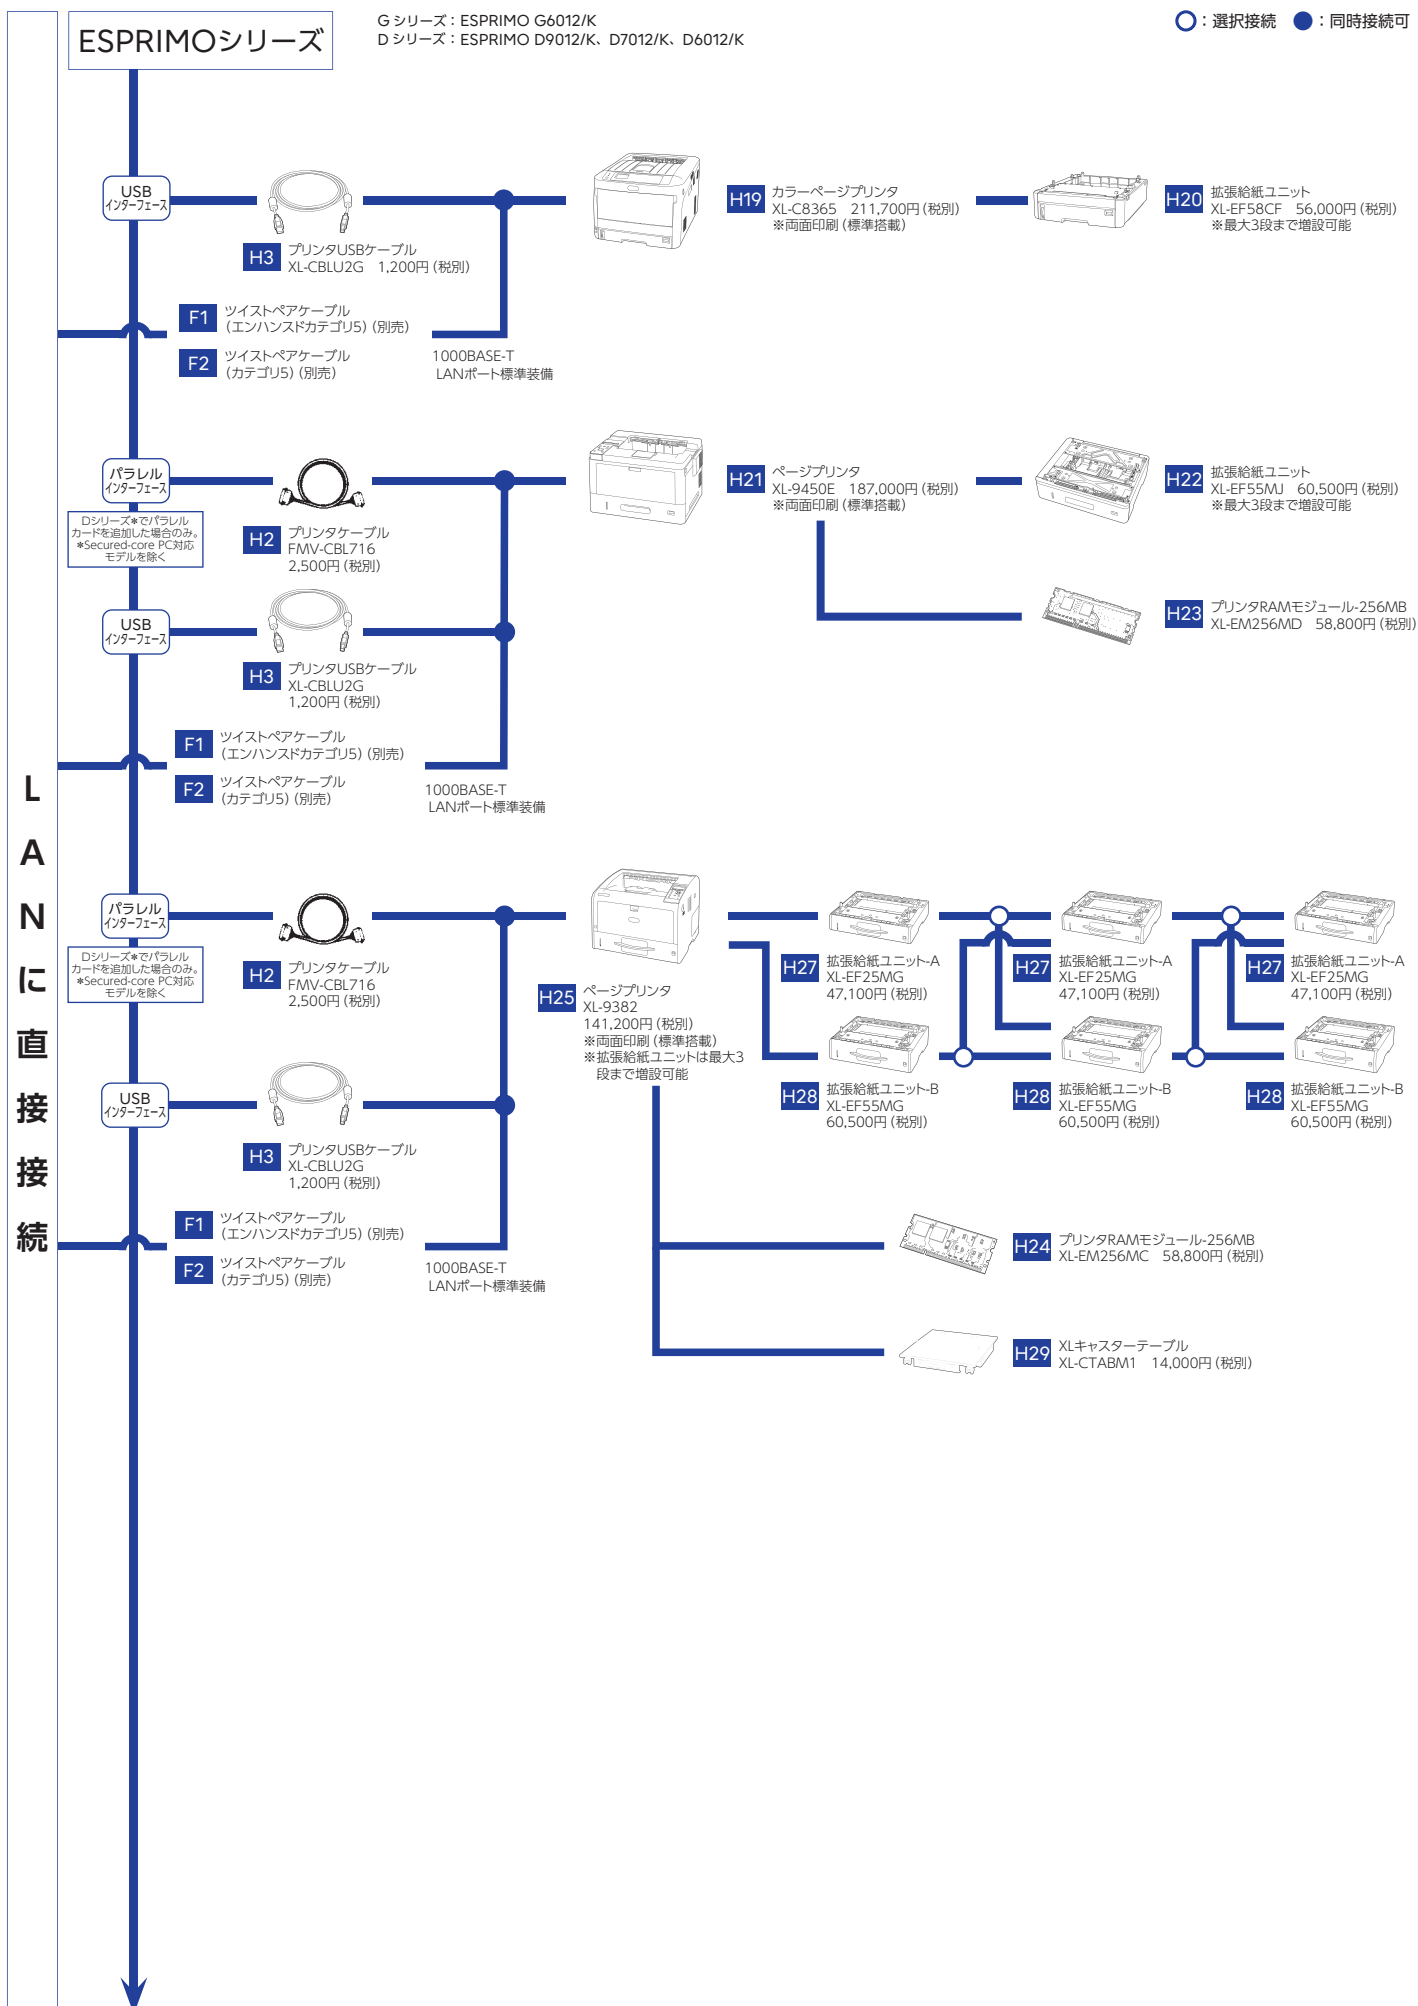 ESPRIMOシリーズ
G シリーズ：ESPRIMO G6012/K
D シリーズ：ESPRIMO D9012/K、D7012/K、D6012/K
○：選択接続　●：同時接続可
USB
インターフェース
H3
プリンタUSBケーブル
XL-CBLU2G　1,200円（税別）
H19
カラーページプリンタ
XL-C8365　211,700円（税別）
※両面印刷（標準搭載）
H20
拡張給紙ユニット
XL-EF58CF　56,000円（税別）
※最大3段まで増設可能
F1
ツイストペアケーブル
（エンハンスドカテゴリ5）（別売）
F2
ツイストペアケーブル
（カテゴリ5）（別売）
1000BASE-T
LANポート標準装備
パラレル
インターフェース
Dシリーズ＊でパラレル
カードを追加した場合のみ。
＊Secured-core PC対応
モデルを除く
H2
プリンタケーブル
FMV-CBL716
2,500円（税別）
H21
ページプリンタ
XL-9450E　187,000円（税別）
※両面印刷（標準搭載）
H22
拡張給紙ユニット
XL-EF55MJ　60,500円（税別）
※最大3段まで増設可能
H23
プリンタRAMモジュール-256MB
XL-EM256MD　58,800円（税別）
USB
インターフェース
H3
プリンタUSBケーブル
XL-CBLU2G
1,200円（税別）
F1
ツイストペアケーブル
（エンハンスドカテゴリ5）（別売）
F2
ツイストペアケーブル
（カテゴリ5）（別売）
1000BASE-T
LANポート標準装備
LANに直接接続
パラレル
インターフェース
Dシリーズ＊でパラレル
カードを追加した場合のみ。
＊Secured-core PC対応
モデルを除く
H2
プリンタケーブル
FMV-CBL716
2,500円（税別）
H25
ページプリンタ
XL-9382
141,200円（税別）
※両面印刷（標準搭載）
※拡張給紙ユニットは最大3
段まで増設可能
H27
拡張給紙ユニット-A
XL-EF25MG
47,100円（税別）
H27
拡張給紙ユニット-A
XL-EF25MG
47,100円（税別）
H27
拡張給紙ユニット-A
XL-EF25MG
47,100円（税別）
H28
拡張給紙ユニット-B
XL-EF55MG
60,500円（税別）
H28
拡張給紙ユニット-B
XL-EF55MG
60,500円（税別）
H28
拡張給紙ユニット-B
XL-EF55MG
60,500円（税別）
USB
インターフェース
H3
プリンタUSBケーブル
XL-CBLU2G
1,200円（税別）
F1
ツイストペアケーブル
（エンハンスドカテゴリ5）（別売）
F2
ツイストペアケーブル
（カテゴリ5）（別売）
1000BASE-T
LANポート標準装備
H24
プリンタRAMモジュール-256MB
XL-EM256MC　58,800円（税別）
H29
XLキャスターテーブル
XL-CTABM1　14,000円（税別）